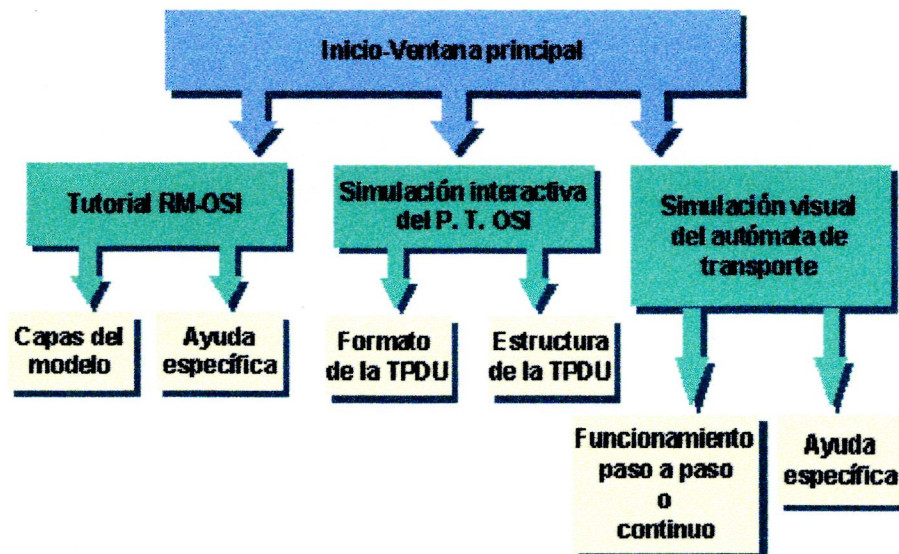 Inicio-Ventana principal
Tutorial RM-OSI
Simulación interactiva
del P. T. OSI
Simulación visual
del autómata de
transporte
Capas del
modelo
Ayuda
específica
Formato
de la TPDU
Estructura
de la TPDU
Funcionamiento
paso a paso
o
continuo
Ayuda
específica